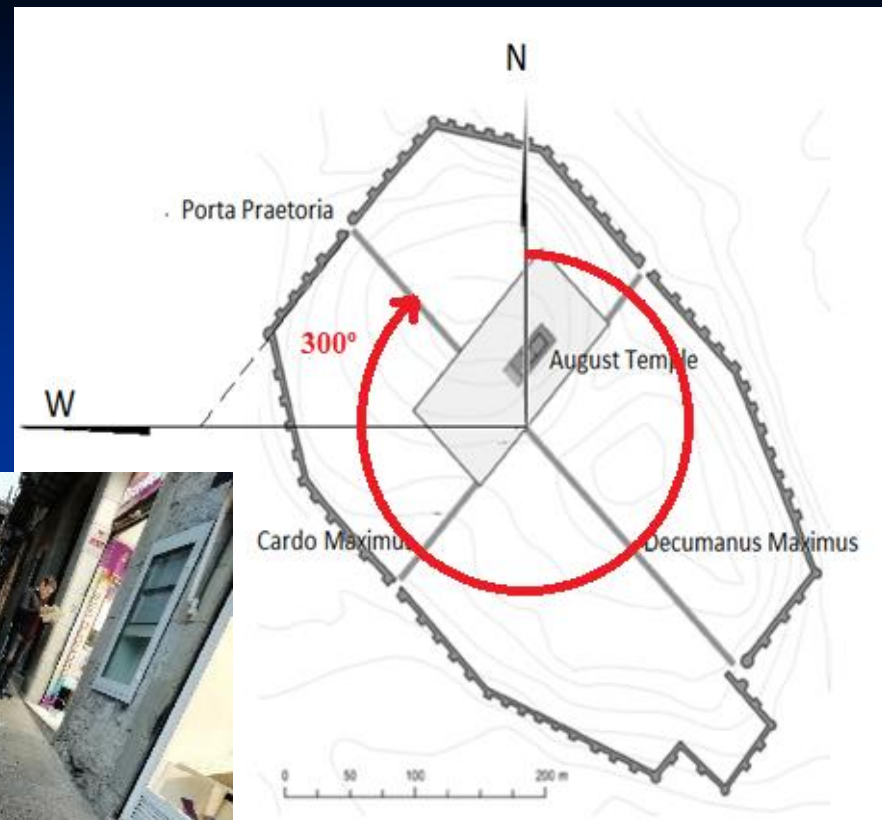 N
Porta Praetoria
300º
August Temple
W
Cardo Maximus
Decumanus Maximus
0 50 100 200 m